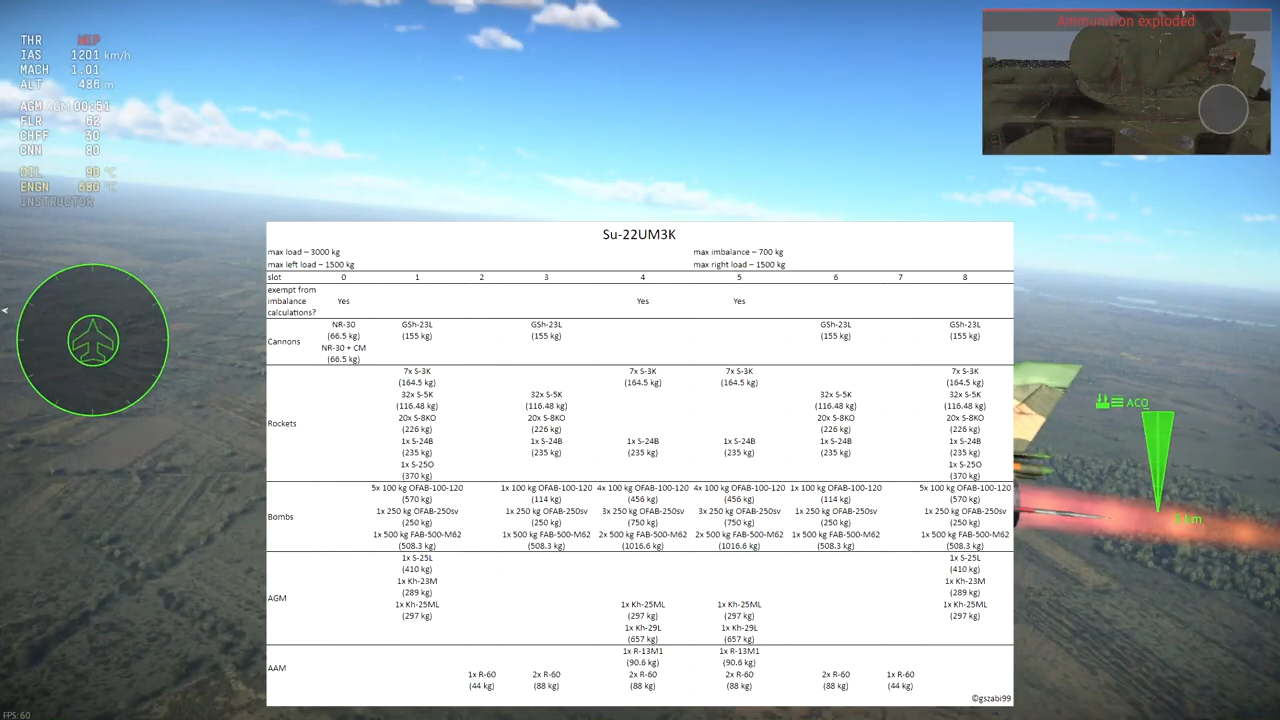 Ammunition exploded
THR WEP
IAS 1201 km/h
MACH 1.01
ALT 486 m
AGM 00:51
FLR 62
CHFF 30
CNN 80
OIL 90 °C
ENGN 680 °C
INSTRUCTOR
Su-22UM3K
max load – 3000 kg max imbalance – 700 kg
max left load – 1500 kg max right load – 1500 kg
slot 0 1 2 3 4 5 6 7 8
exempt from
imbalance Yes Yes Yes
calculations?
NR-30 GSh-23L GSh-23L GSh-23L GSh-23L
(66.5 kg) (155 kg) (155 kg) (155 kg) (155 kg)
Cannons
NR-30 + CM
(66.5 kg)
7x S-3K 7x S-3K 7x S-3K 7x S-3K
(164.5 kg) (164.5 kg) (164.5 kg) (164.5 kg)
32x S-5K 32x S-5K 32x S-5K 32x S-5K
(116.48 kg) (116.48 kg) (116.48 kg) (116.48 kg)
20x S-8KO 20x S-8KO 20x S-8KO 20x S-8KO
Rockets
(226 kg) (226 kg) (226 kg) (226 kg)
1x S-24B 1x S-24B 1x S-24B 1x S-24B 1x S-24B 1x S-24B
(235 kg) (235 kg) (235 kg) (235 kg) (235 kg) (235 kg)
1x S-25O 1x S-25O
(370 kg) (370 kg)
5x 100 kg OFAB-100-120 1x 100 kg OFAB-100-120 4x 100 kg OFAB-100-120 4x 100 kg OFAB-100-120 1x 100 kg OFAB-100-120 5x 100 kg OFAB-100-120
(570 kg) (114 kg) (456 kg) (456 kg) (114 kg) (570 kg)
Bombs 1x 250 kg OFAB-250sv 1x 250 kg OFAB-250sv 3x 250 kg OFAB-250sv 3x 250 kg OFAB-250sv 1x 250 kg OFAB-250sv 1x 250 kg OFAB-250sv
(250 kg) (250 kg) (750 kg) (750 kg) (250 kg) (250 kg)
1x 500 kg FAB-500-M62 1x 500 kg FAB-500-M62 2x 500 kg FAB-500-M62 2x 500 kg FAB-500-M62 1x 500 kg FAB-500-M62 1x 500 kg FAB-500-M62
(508.3 kg) (508.3 kg) (1016.6 kg) (1016.6 kg) (508.3 kg) (508.3 kg)
1x S-25L 1x S-25L
(410 kg) (410 kg)
1x Kh-23M 1x Kh-23M
(289 kg) (289 kg)
AGM
1x Kh-25ML 1x Kh-25ML 1x Kh-25ML 1x Kh-25ML
(297 kg) (297 kg) (297 kg) (297 kg)
1x Kh-29L 1x Kh-29L
(657 kg) (657 kg)
1x R-13M1 1x R-13M1
(90.6 kg) (90.6 kg)
AAM
1x R-60 2x R-60 2x R-60 2x R-60 2x R-60 1x R-60
(44 kg) (88 kg) (88 kg) (88 kg) (88 kg) (44 kg)
©gszabi99
ACQ
km
FPS: 60